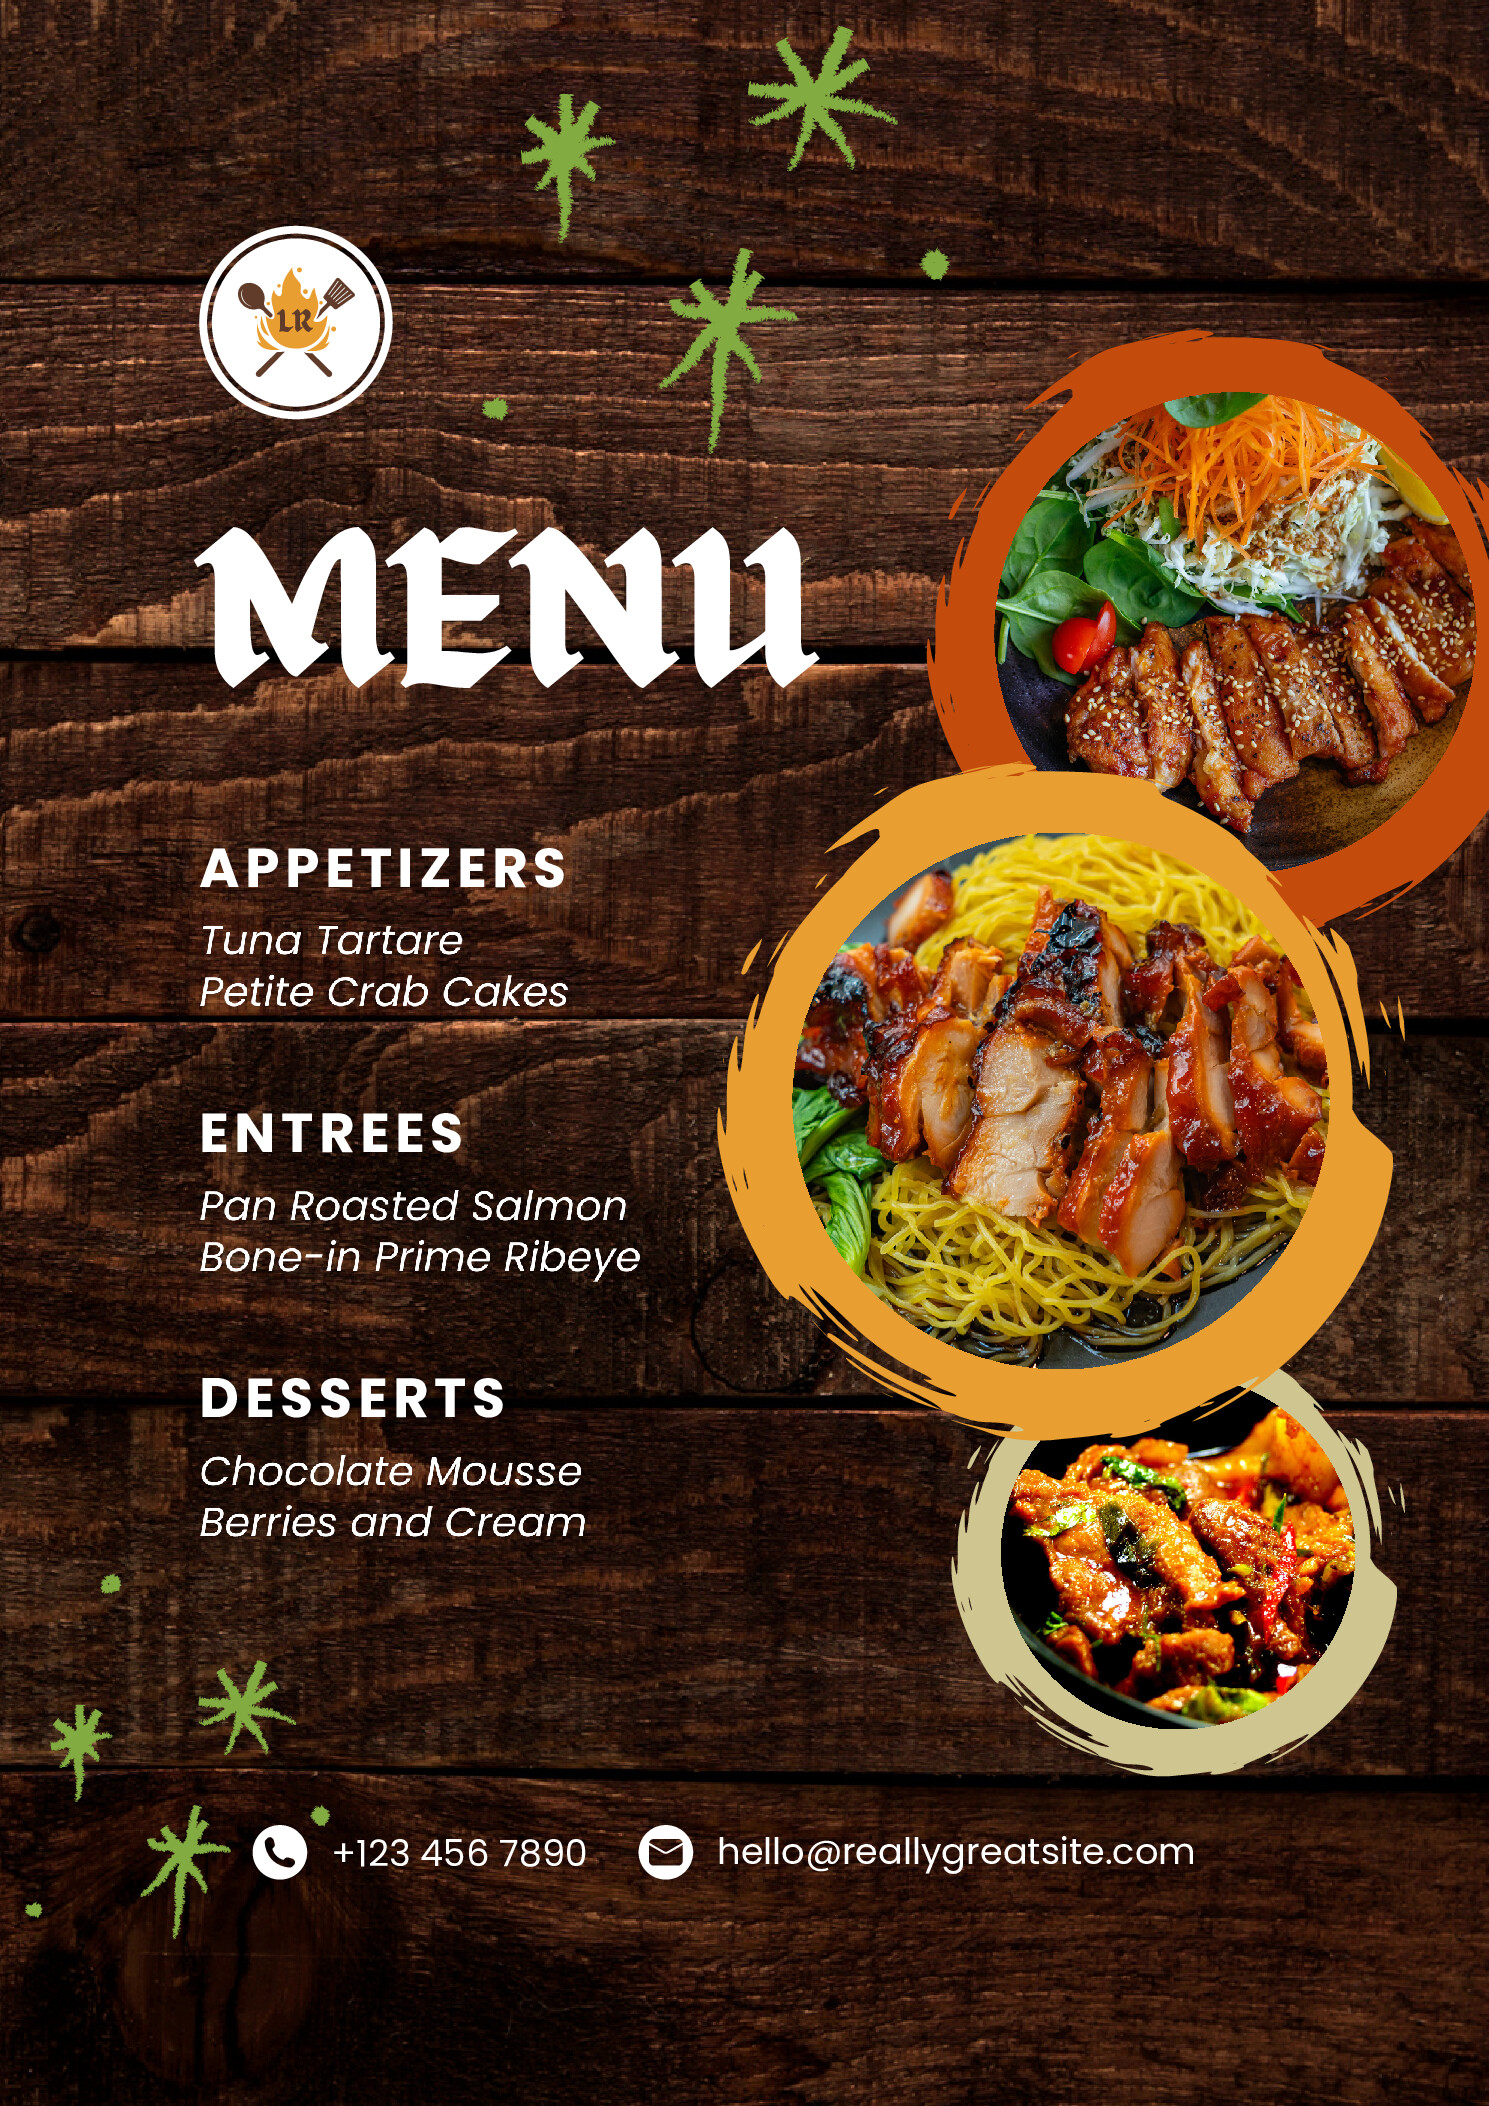 LR
MENU
APPETIZERS
Tuna Tartare
Petite Crab Cakes
ENTREES
Pan Roasted Salmon
Bone-in Prime Ribeye
DESSERTS
Chocolate Mousse
Berries and Cream
+123 456 7890
hello@reallygreatsite.com